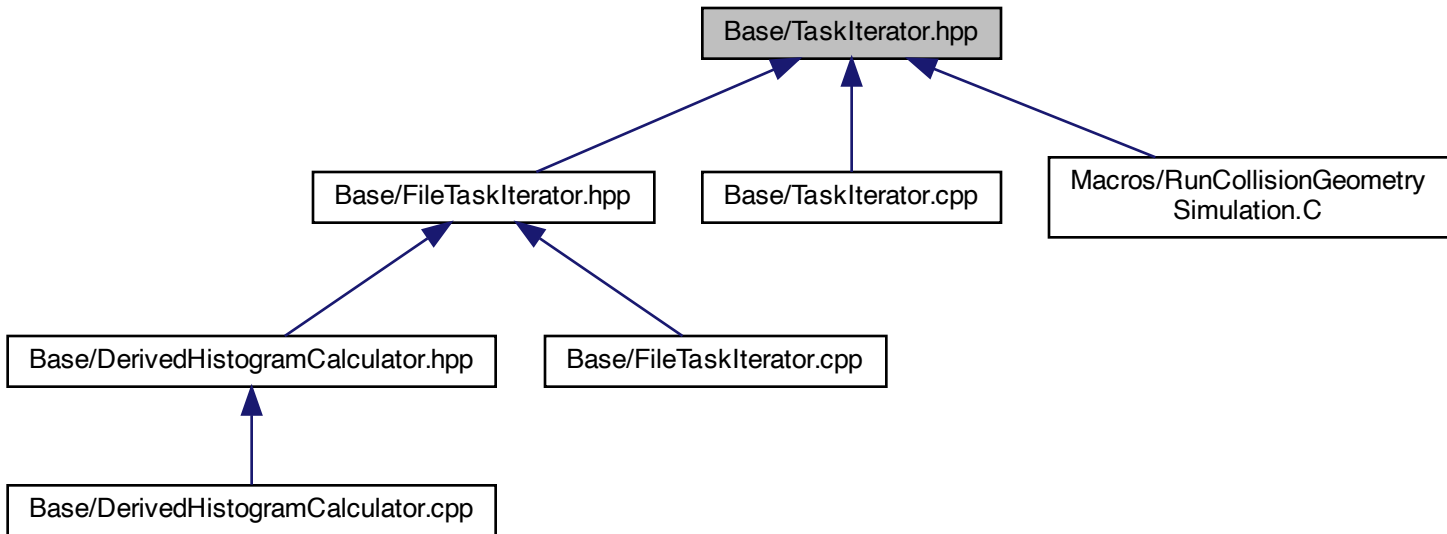 Base/TaskIterator.hpp
Base/FileTaskIterator.hpp
Base/TaskIterator.cpp
Macros/RunCollisionGeometry
Simulation.C
Base/DerivedHistogramCalculator.hpp
Base/FileTaskIterator.cpp
Base/DerivedHistogramCalculator.cpp